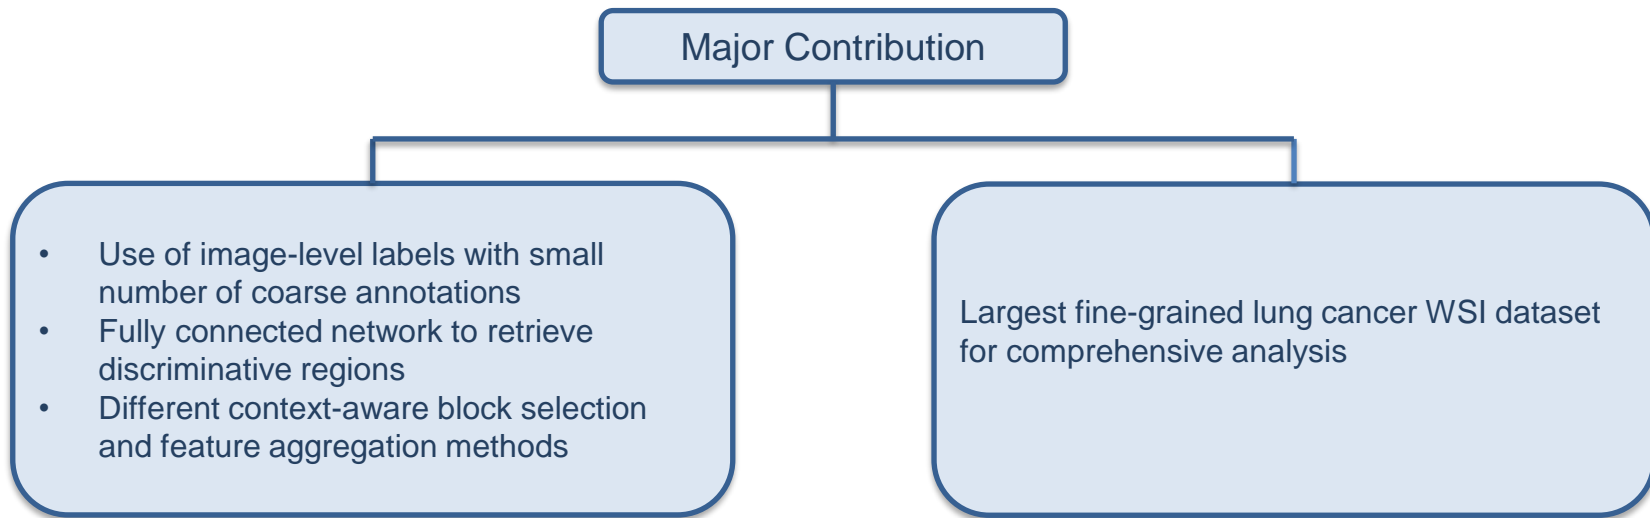 Major Contribution
• Use of image-level labels with small
number of coarse annotations
• Fully connected network to retrieve
discriminative regions
• Different context-aware block selection
and feature aggregation methods
Largest fine-grained lung cancer WSI dataset
for comprehensive analysis